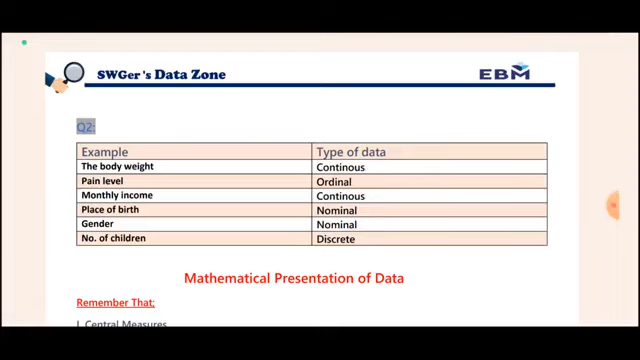 SWGer's Data Zone
EBM
Q2:
Example Type of data
The body weight Continous
Pain level Ordinal
Monthly income Continous
Place of birth Nominal
Gender Nominal
No. of children Discrete
Mathematical Presentation of Data
Remember That;
I. Central Measures